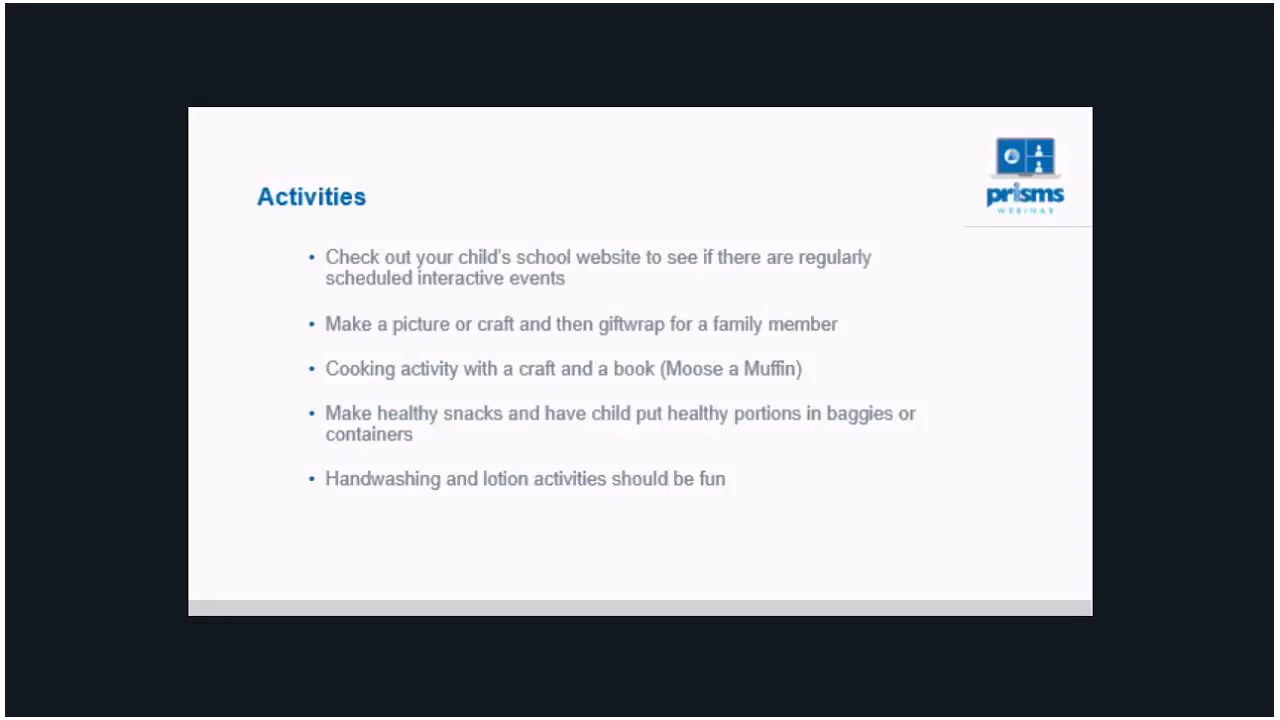 prisms
WEBINAR
Activities
• Check out your child's school website to see if there are regularly
scheduled interactive events
• Make a picture or craft and then giftwrap for a family member
• Cooking activity with a craft and a book (Moose a Muffin)
• Make healthy snacks and have child put healthy portions in baggies or
containers
• Handwashing and lotion activities should be fun